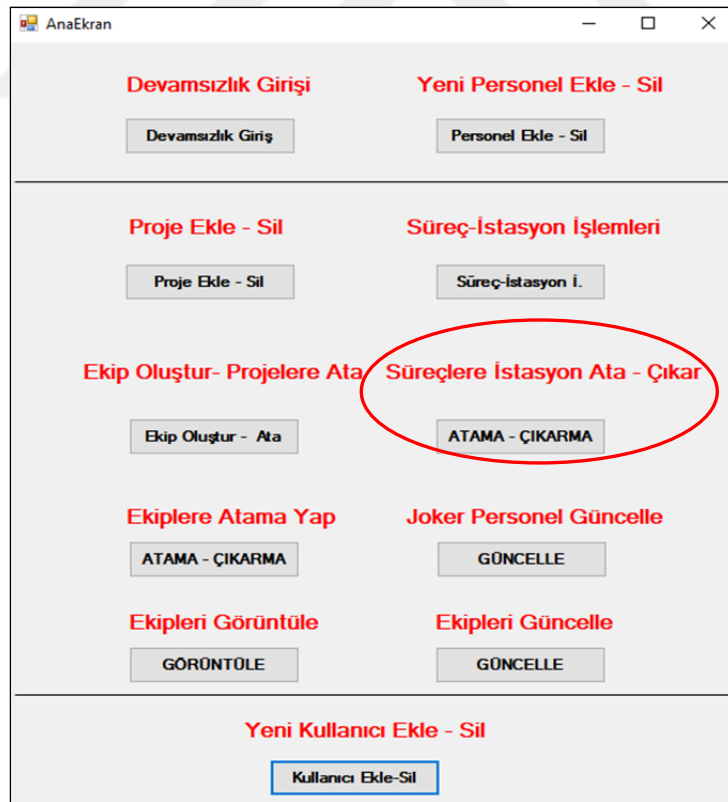 AnaEkran
Devamsızlık Girişi Yeni Personel Ekle - Sil
Devamsızlık Giriş Personel Ekle - Sil
Proje Ekle - Sil Süreç-İstasyon İşlemleri
Proje Ekle - Sil Süreç-İstasyon İ.
Ekip Oluştur- Projelere Ata Süreçlere İstasyon Ata - Çıkar
Ekip Oluştur - Ata ATAMA - ÇIKARMA
Ekiplere Atama Yap Joker Personel Güncelle
ATAMA - ÇIKARMA GÜNCELLE
Ekipleri Görüntüle Ekipleri Güncelle
GÖRÜNTÜLE GÜNCELLE
Yeni Kullanıcı Ekle - Sil
Kullanıcı Ekle-Sil